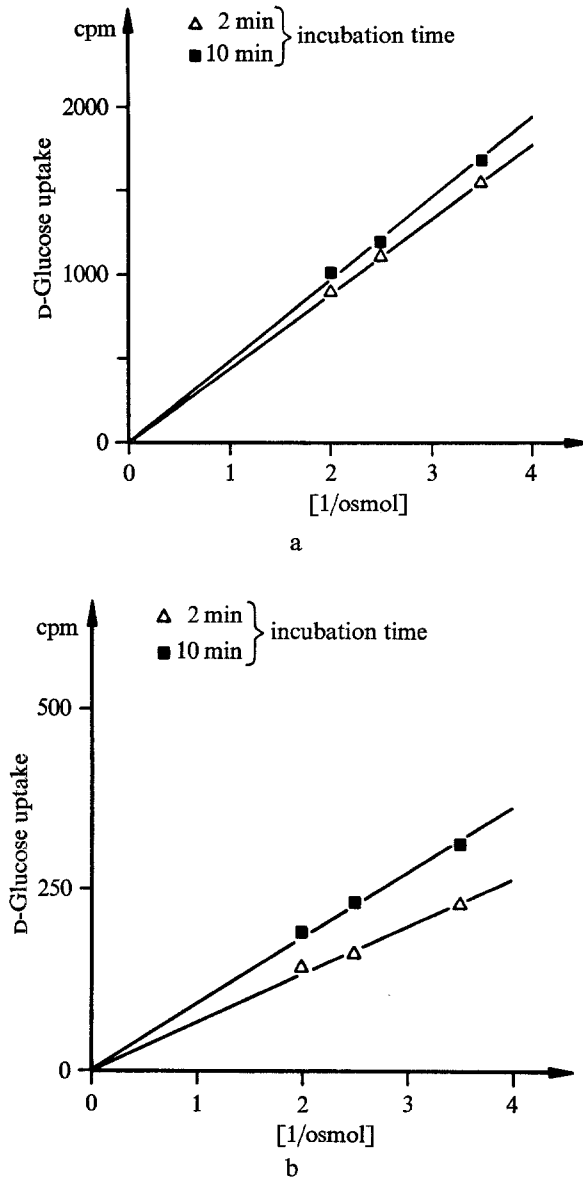 cpm
△ 2 min
■ 10 min
incubation time
2000
1000
0
D-Glucose uptake
0 1 2 3 4
[1/osmol]
a
cpm
△ 2 min
■ 10 min
incubation time
500
250
0
D-Glucose uptake
0 1 2 3 4
[1/osmol]
b